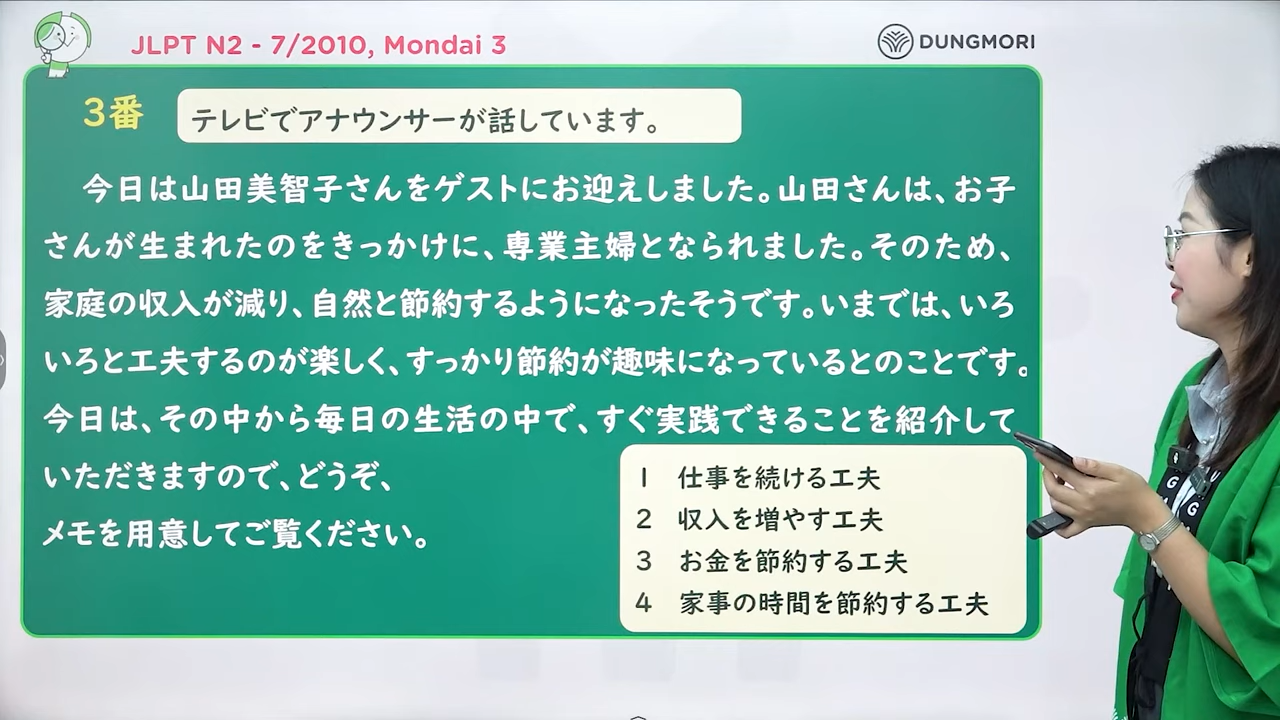 JLPT N2 - 7/2010, Mondai 3
DUNGMORI
3番
テレビでアナウンサーが話しています。
今日は山田美智子さんをゲストにお迎えしました。山田さんは、お子
さんが生まれたのをきっかけに、専業主婦となられました。そのため、
家庭の収入が減り、自然と節約するようになったそうです。いまでは、いろ
いろと工夫するのが楽しく、すっかり節約が趣味になっているとのことです。
今日は、その中から毎日の生活の中で、すぐ実践できることを紹介して
いただきますので、どうぞ、
メモを用意してご覧ください。
1 仕事を続ける工夫
2 収入を増やす工夫
3 お金を節約する工夫
4 家事の時間を節約する工夫